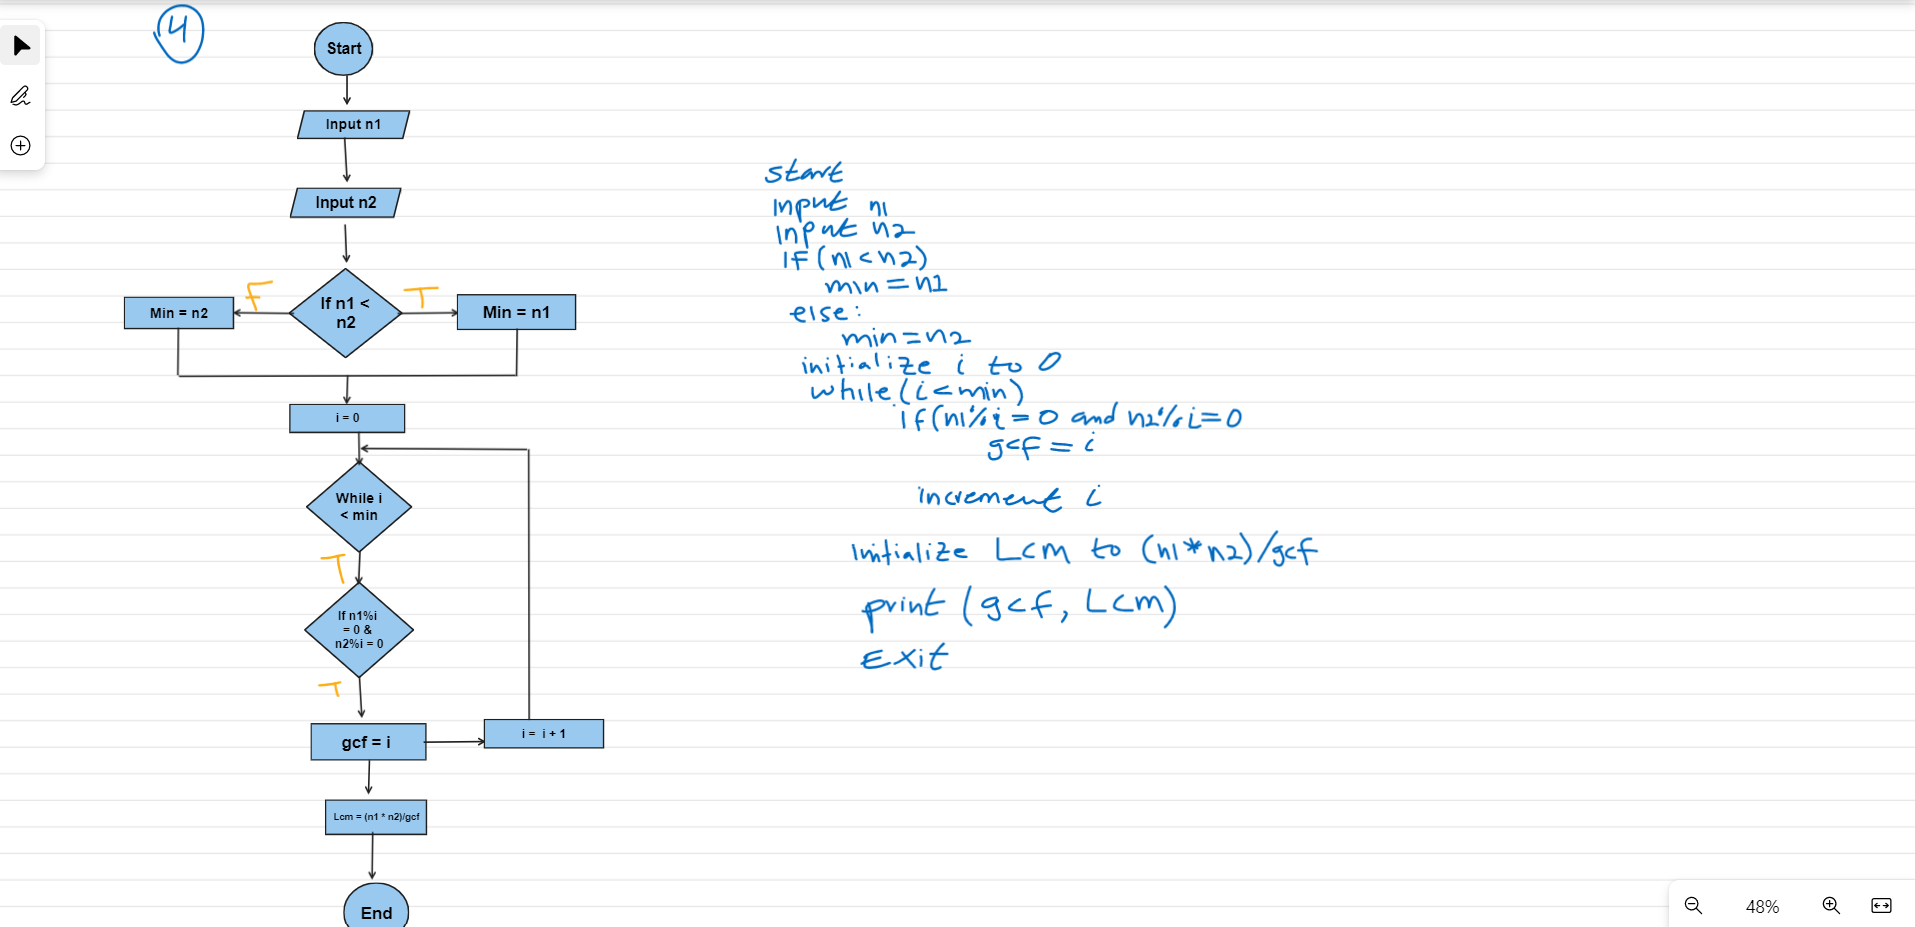 4
Start
Input n1
Input n2
If n1 <
n2
F
T
Min = n2
Min = n1
i = 0
While i
< min
T
If n1%i
= 0 &
n2%i = 0
T
gcf = i
i = i + 1
Lcm = (n1 * n2)/gcf
End
start
input n1
input n2
If (n1 < n2)
min = n1
else:
min = n2
initialize i to 0
while (i < min)
if (n1%i = 0 and n2%i = 0
gcf = i
increment i
initialize Lcm to (n1 * n2)/gcf
print (gcf, Lcm)
Exit
48%